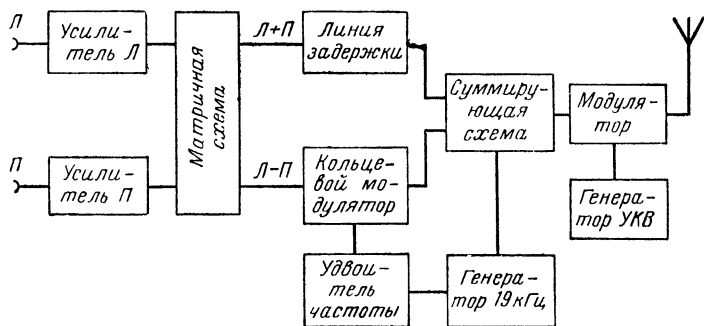 Л
Усили-
тель Л
Матричная
схема
Л+П
Линия
задержки
Суммиру-
ющая
схема
Модуля-
тор
П
Усили-
тель П
Л-П
Кольце-
вой мо-
дулятор
Генера-
тор УКВ
Удвои-
тель
частоты
Генера-
тор 19 кГц